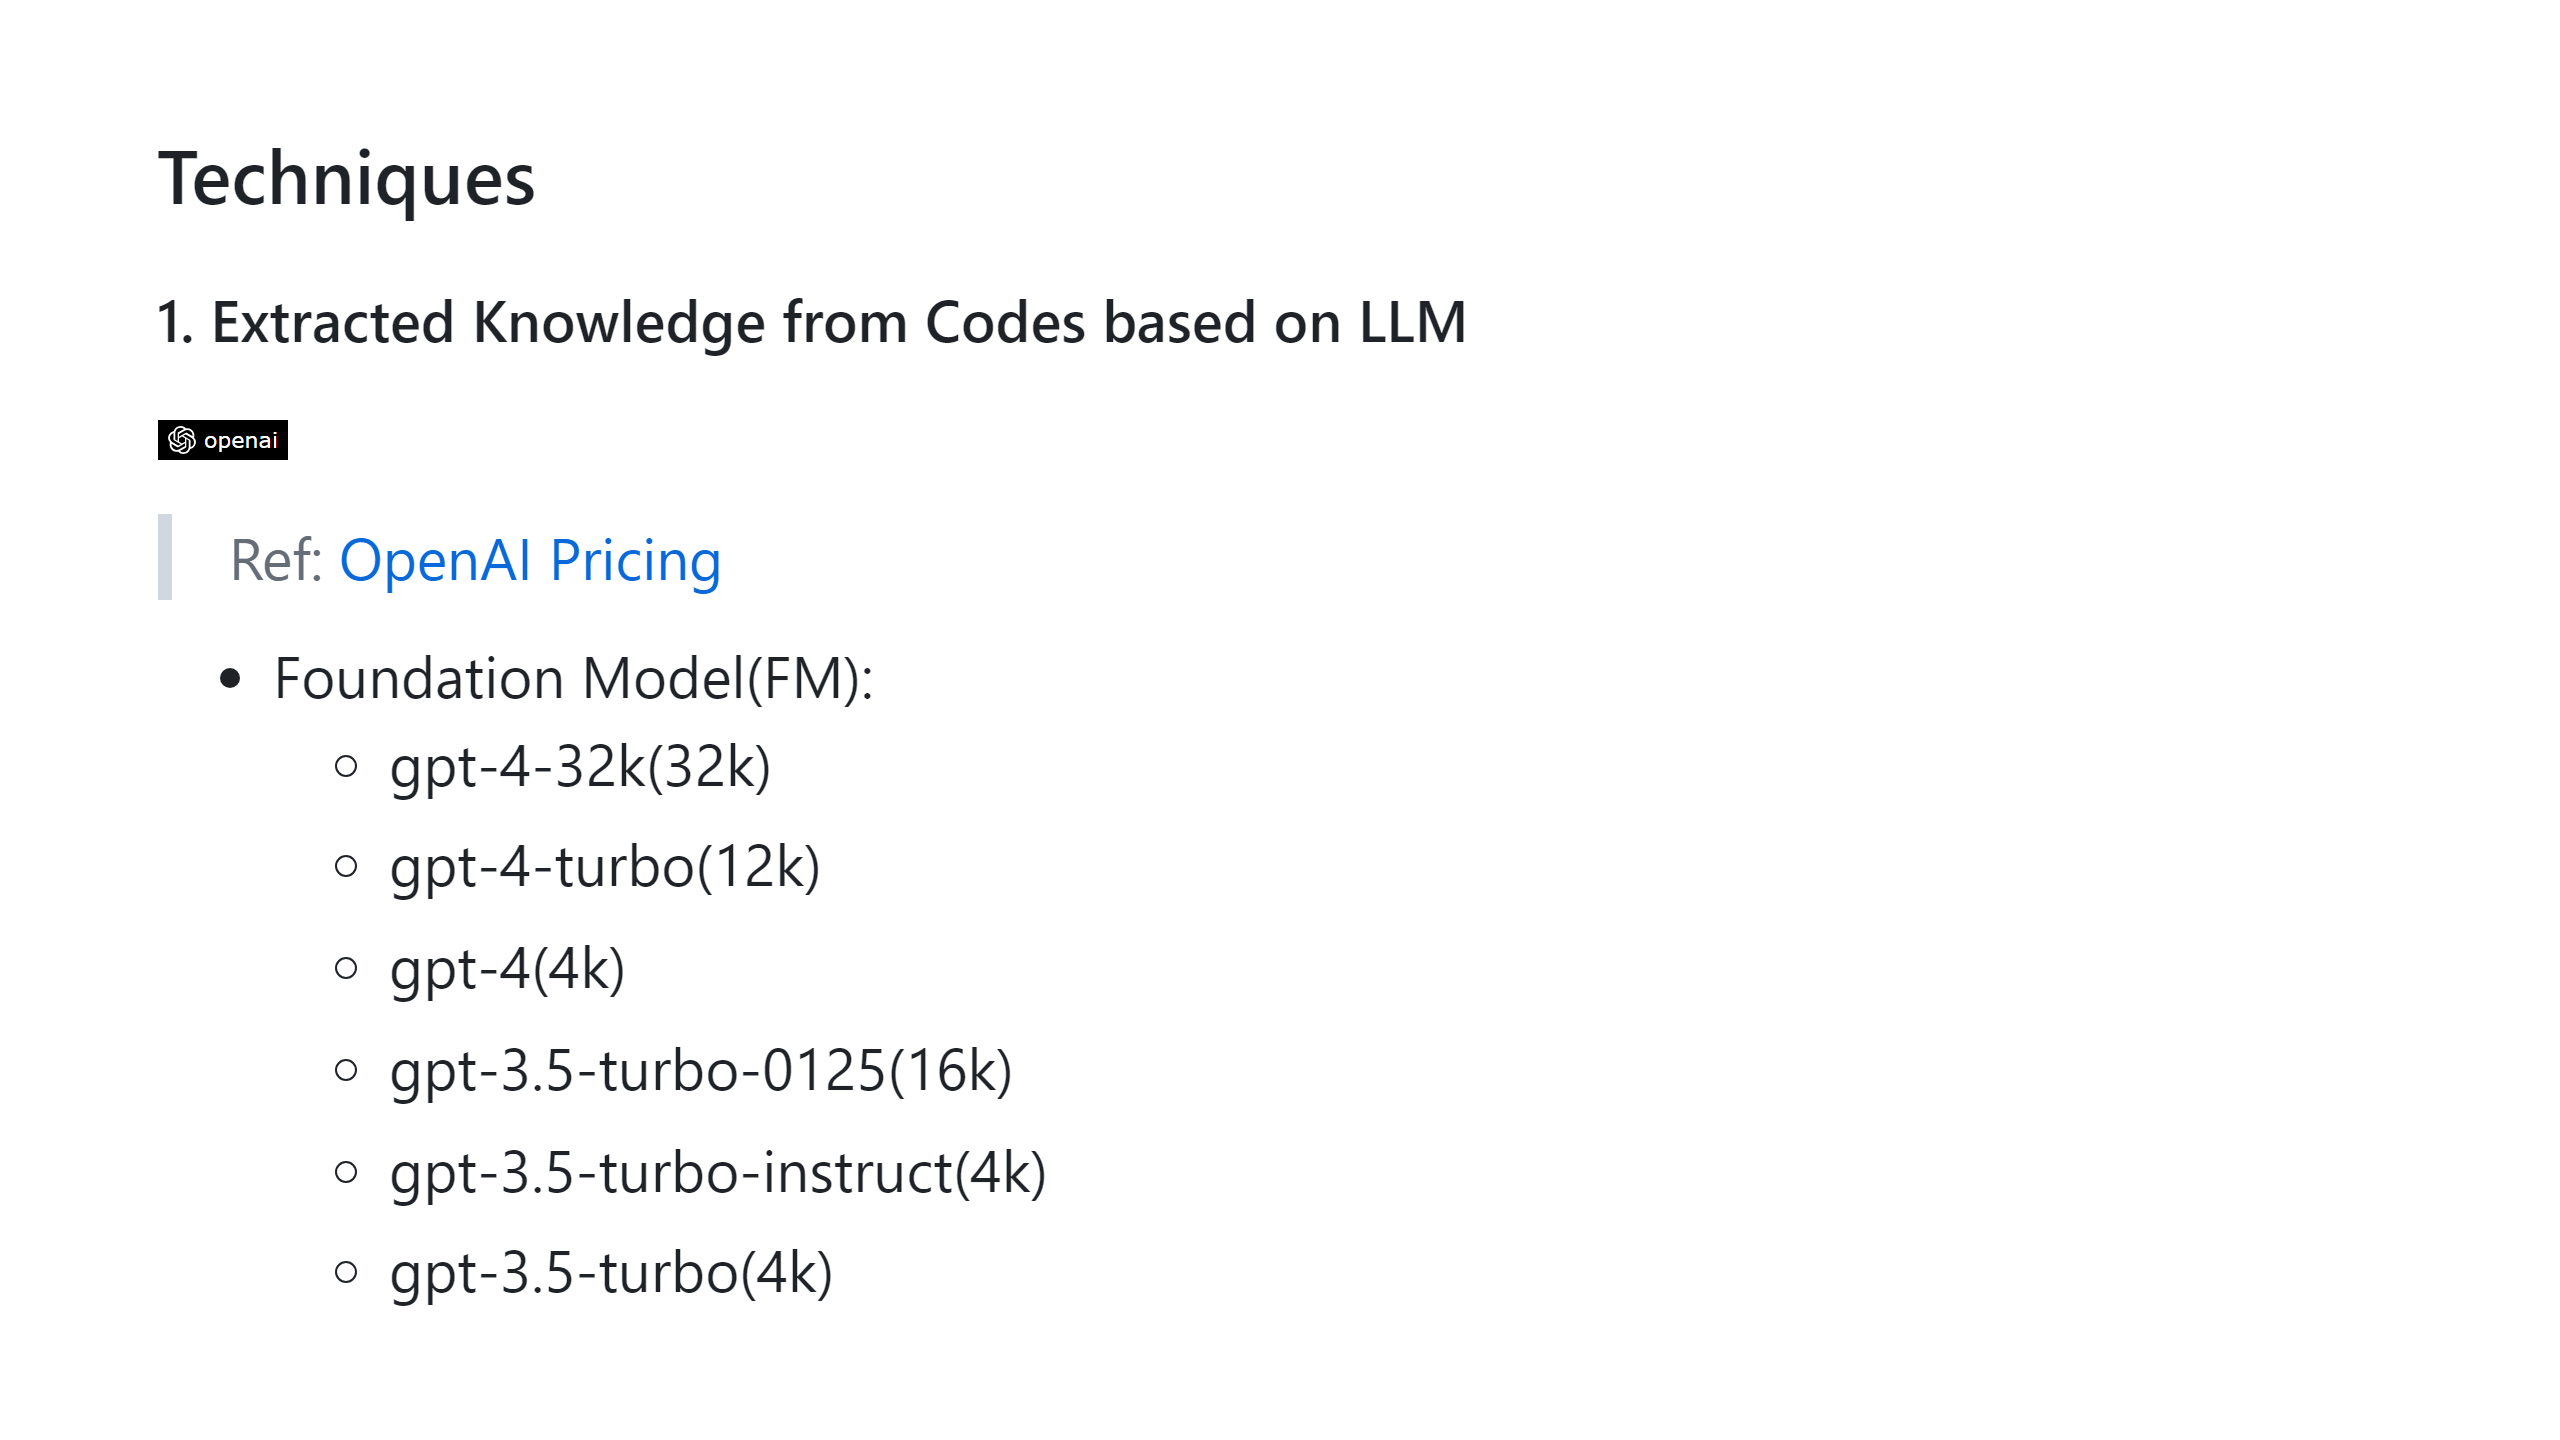 Techniques
1. Extracted Knowledge from Codes based on LLM
openai
Ref: OpenAI Pricing
Foundation Model(FM):
gpt-4-32k(32k)
gpt-4-turbo(12k)
gpt-4(4k)
gpt-3.5-turbo-0125(16k)
gpt-3.5-turbo-instruct(4k)
gpt-3.5-turbo(4k)